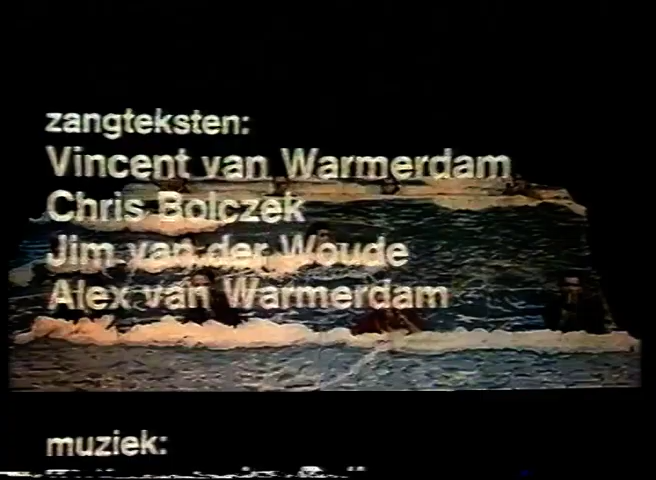 zangteksten:
Vincent van Warmerdam
Chris Bolczek
Jim van der Woude
Alex van Warmerdam
muziek: